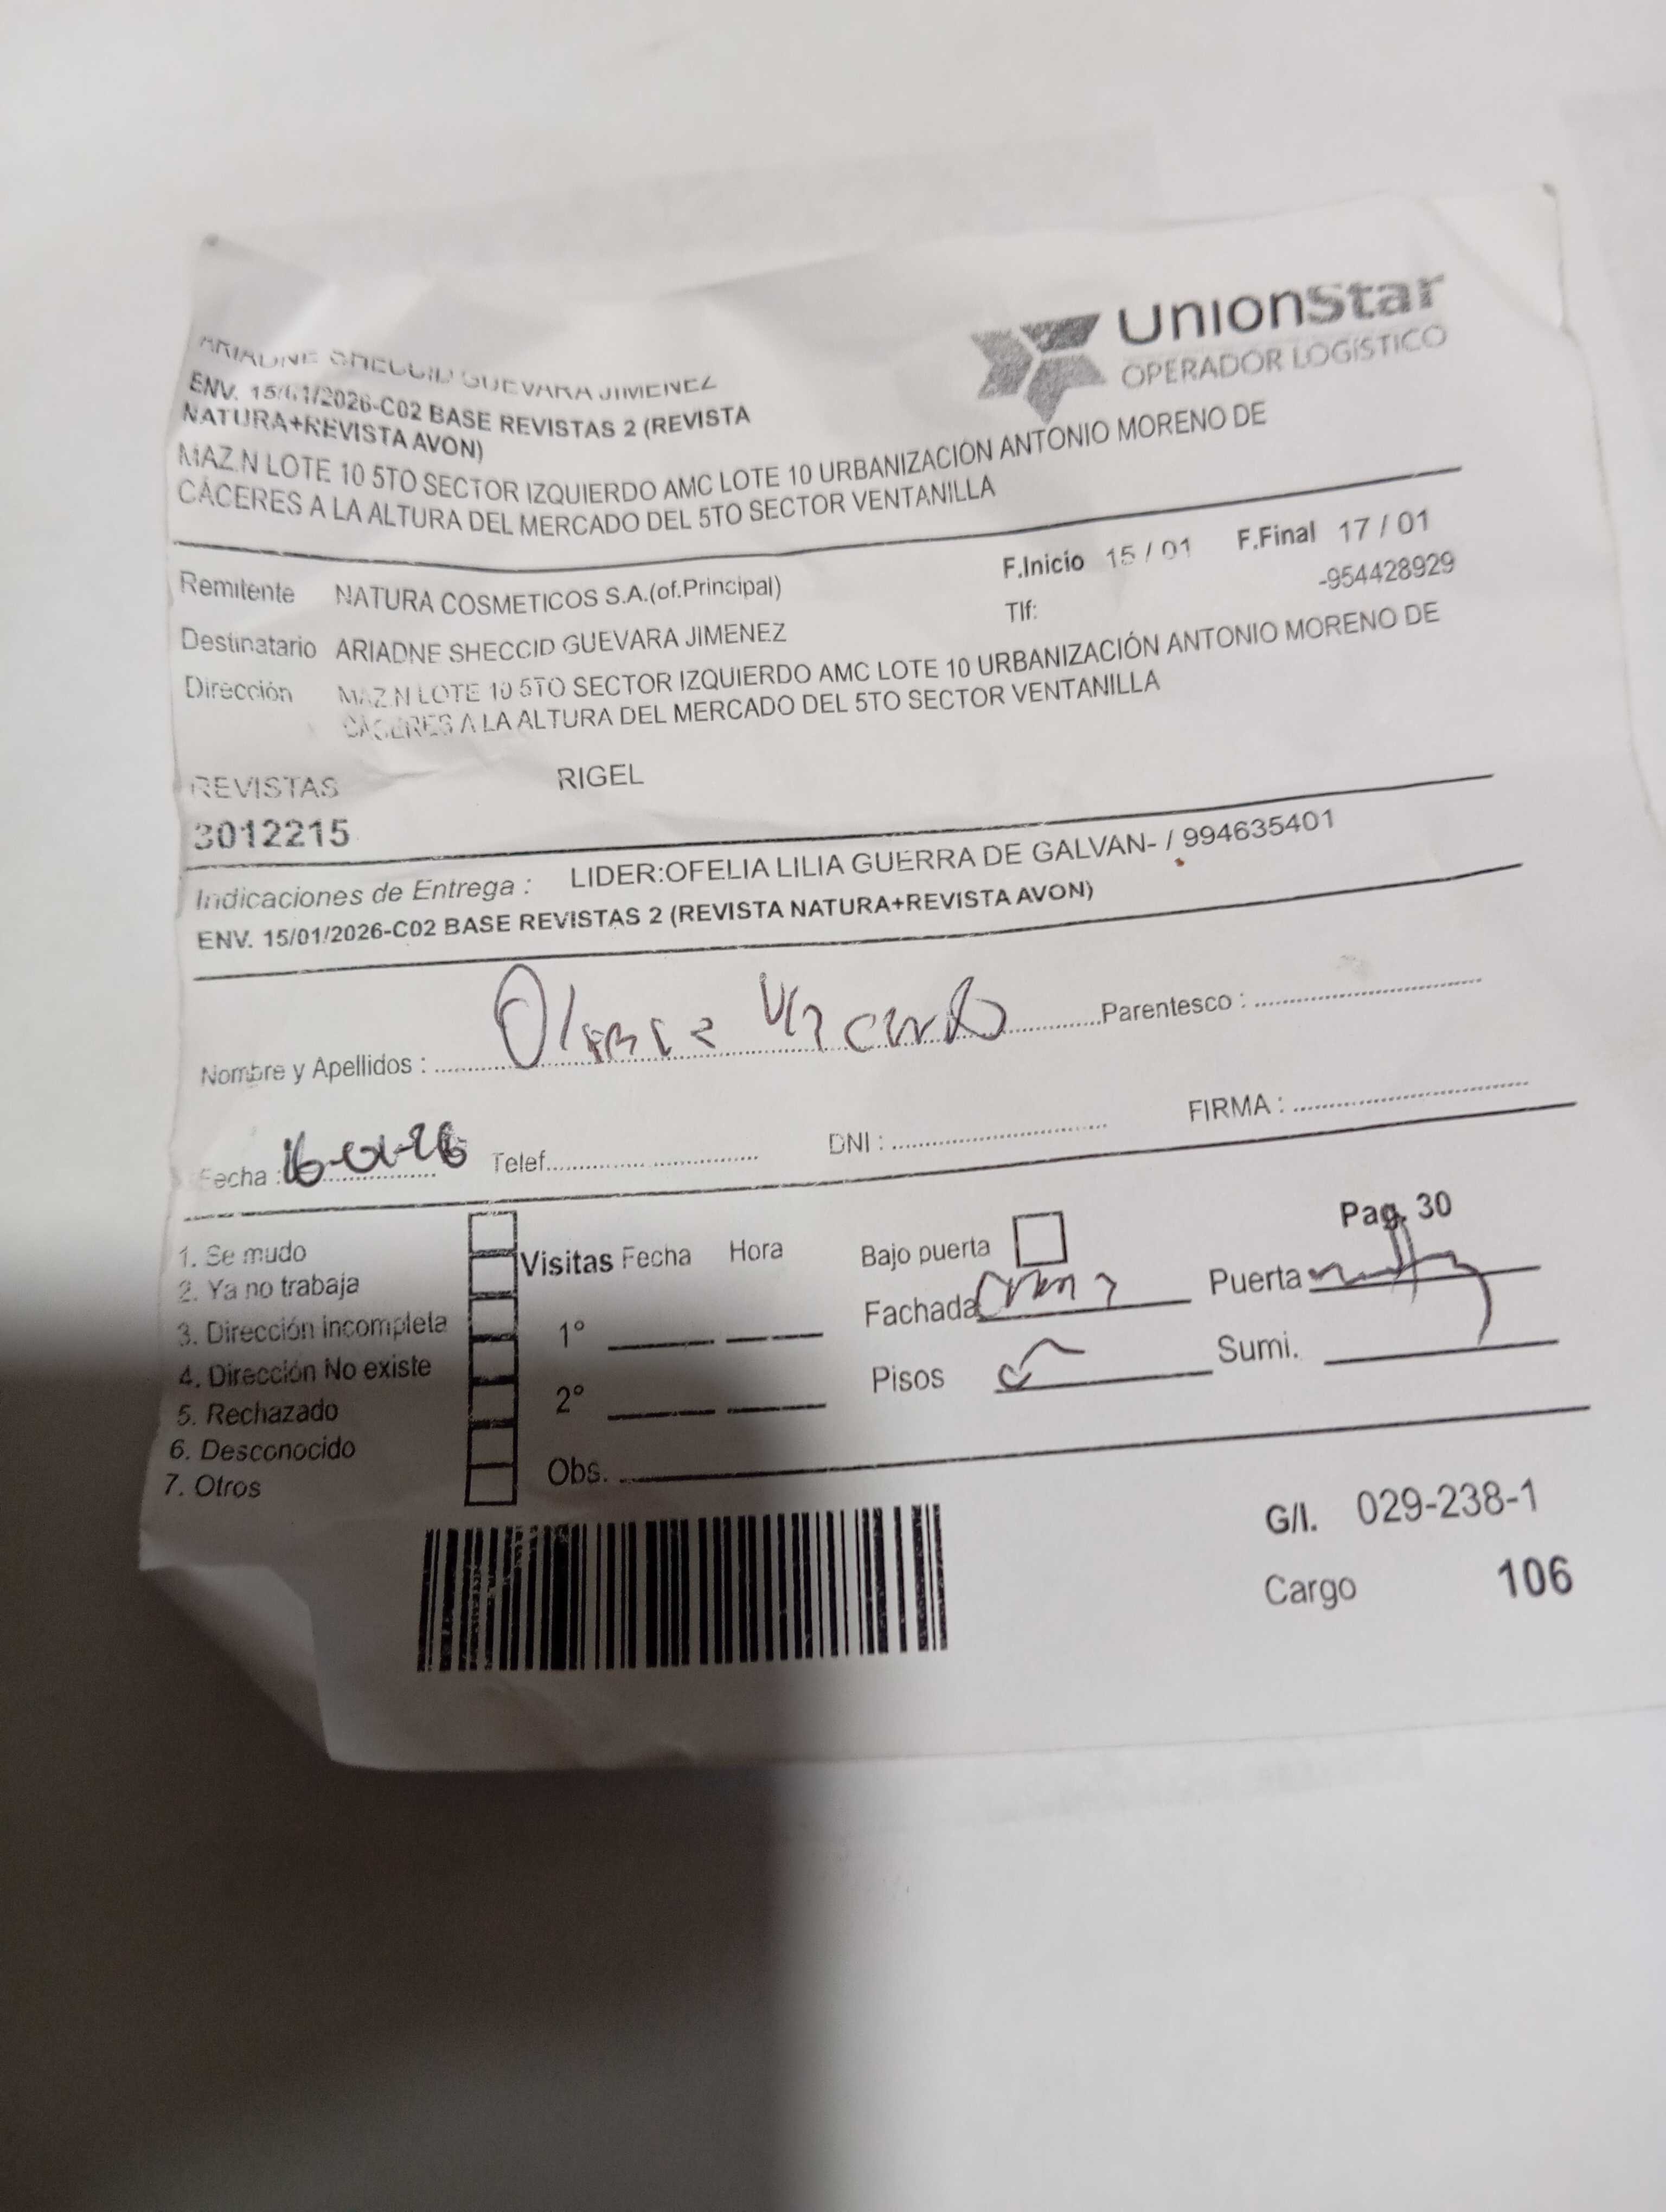 UnionStar
OPERADOR LOGÍSTICO
ARIADNE SHECCID GUEVARA JIMENEZ
ENV. 15/01/2026-C02 BASE REVISTAS 2 (REVISTA
NATURA+REVISTA AVON)
MAZ.N LOTE 10 5TO SECTOR IZQUIERDO AMC LOTE 10 URBANIZACIÓN ANTONIO MORENO DE
CÁCERES A LA ALTURA DEL MERCADO DEL 5TO SECTOR VENTANILLA
Remitente NATURA COSMETICOS S.A.(of.Principal) F.Inicio 15 / 01 F.Final 17 / 01
Destinatario ARIADNE SHECCID GUEVARA JIMENEZ Tlf: -954428929
Dirección MAZ.N LOTE 10 5TO SECTOR IZQUIERDO AMC LOTE 10 URBANIZACIÓN ANTONIO MORENO DE
CÁCERES A LA ALTURA DEL MERCADO DEL 5TO SECTOR VENTANILLA
REVISTAS RIGEL
3012215
Indicaciones de Entrega : LIDER:OFELIA LILIA GUERRA DE GALVAN- / 994635401
ENV. 15/01/2026-C02 BASE REVISTAS 2 (REVISTA NATURA+REVISTA AVON)
Nombre y Apellidos : Parentesco :
Fecha : 16-01-26 Telef. DNI : FIRMA :
Pag. 30
1. Se mudo Visitas Fecha Hora Bajo puerta
2. Ya no trabaja Fachada Puerta
3. Dirección incompleta 1°
4. Dirección No existe Pisos Sumi.
5. Rechazado 2°
6. Desconocido
7. Otros Obs.
G/I. 029-238-1
Cargo 106